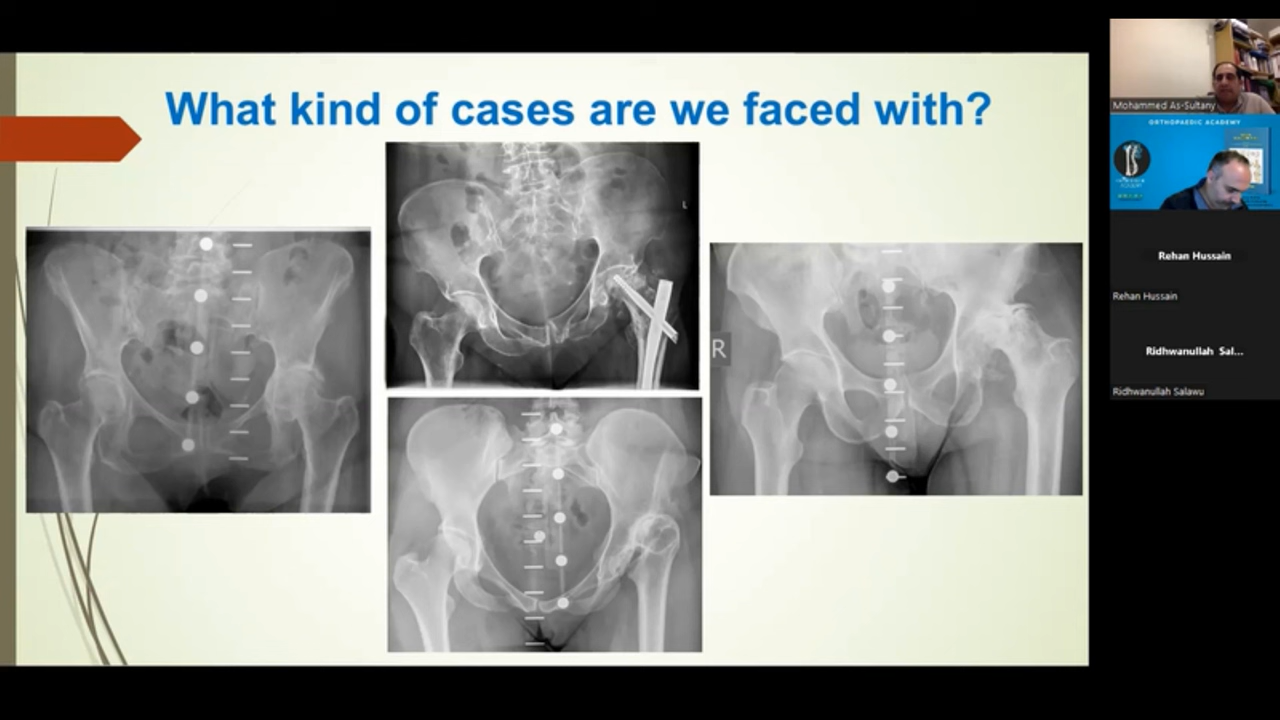 What kind of cases are we faced with?
L
R
Mohammed As-Sultany
ORTHOPAEDIC ACADEMY
Rehan Hussain
Rehan Hussain
Ridhwanullah Sal...
Ridhwanullah Salawu